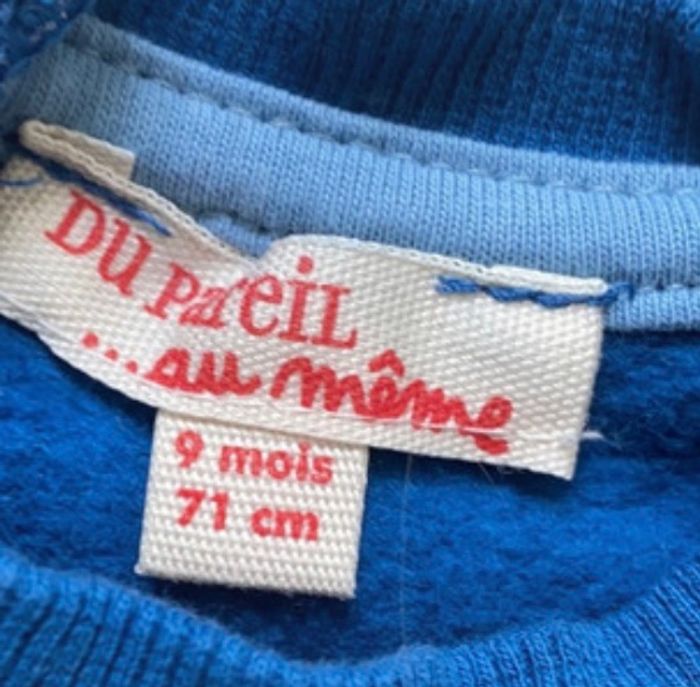 DU PaReiL
...au même
9 mois
71 cm